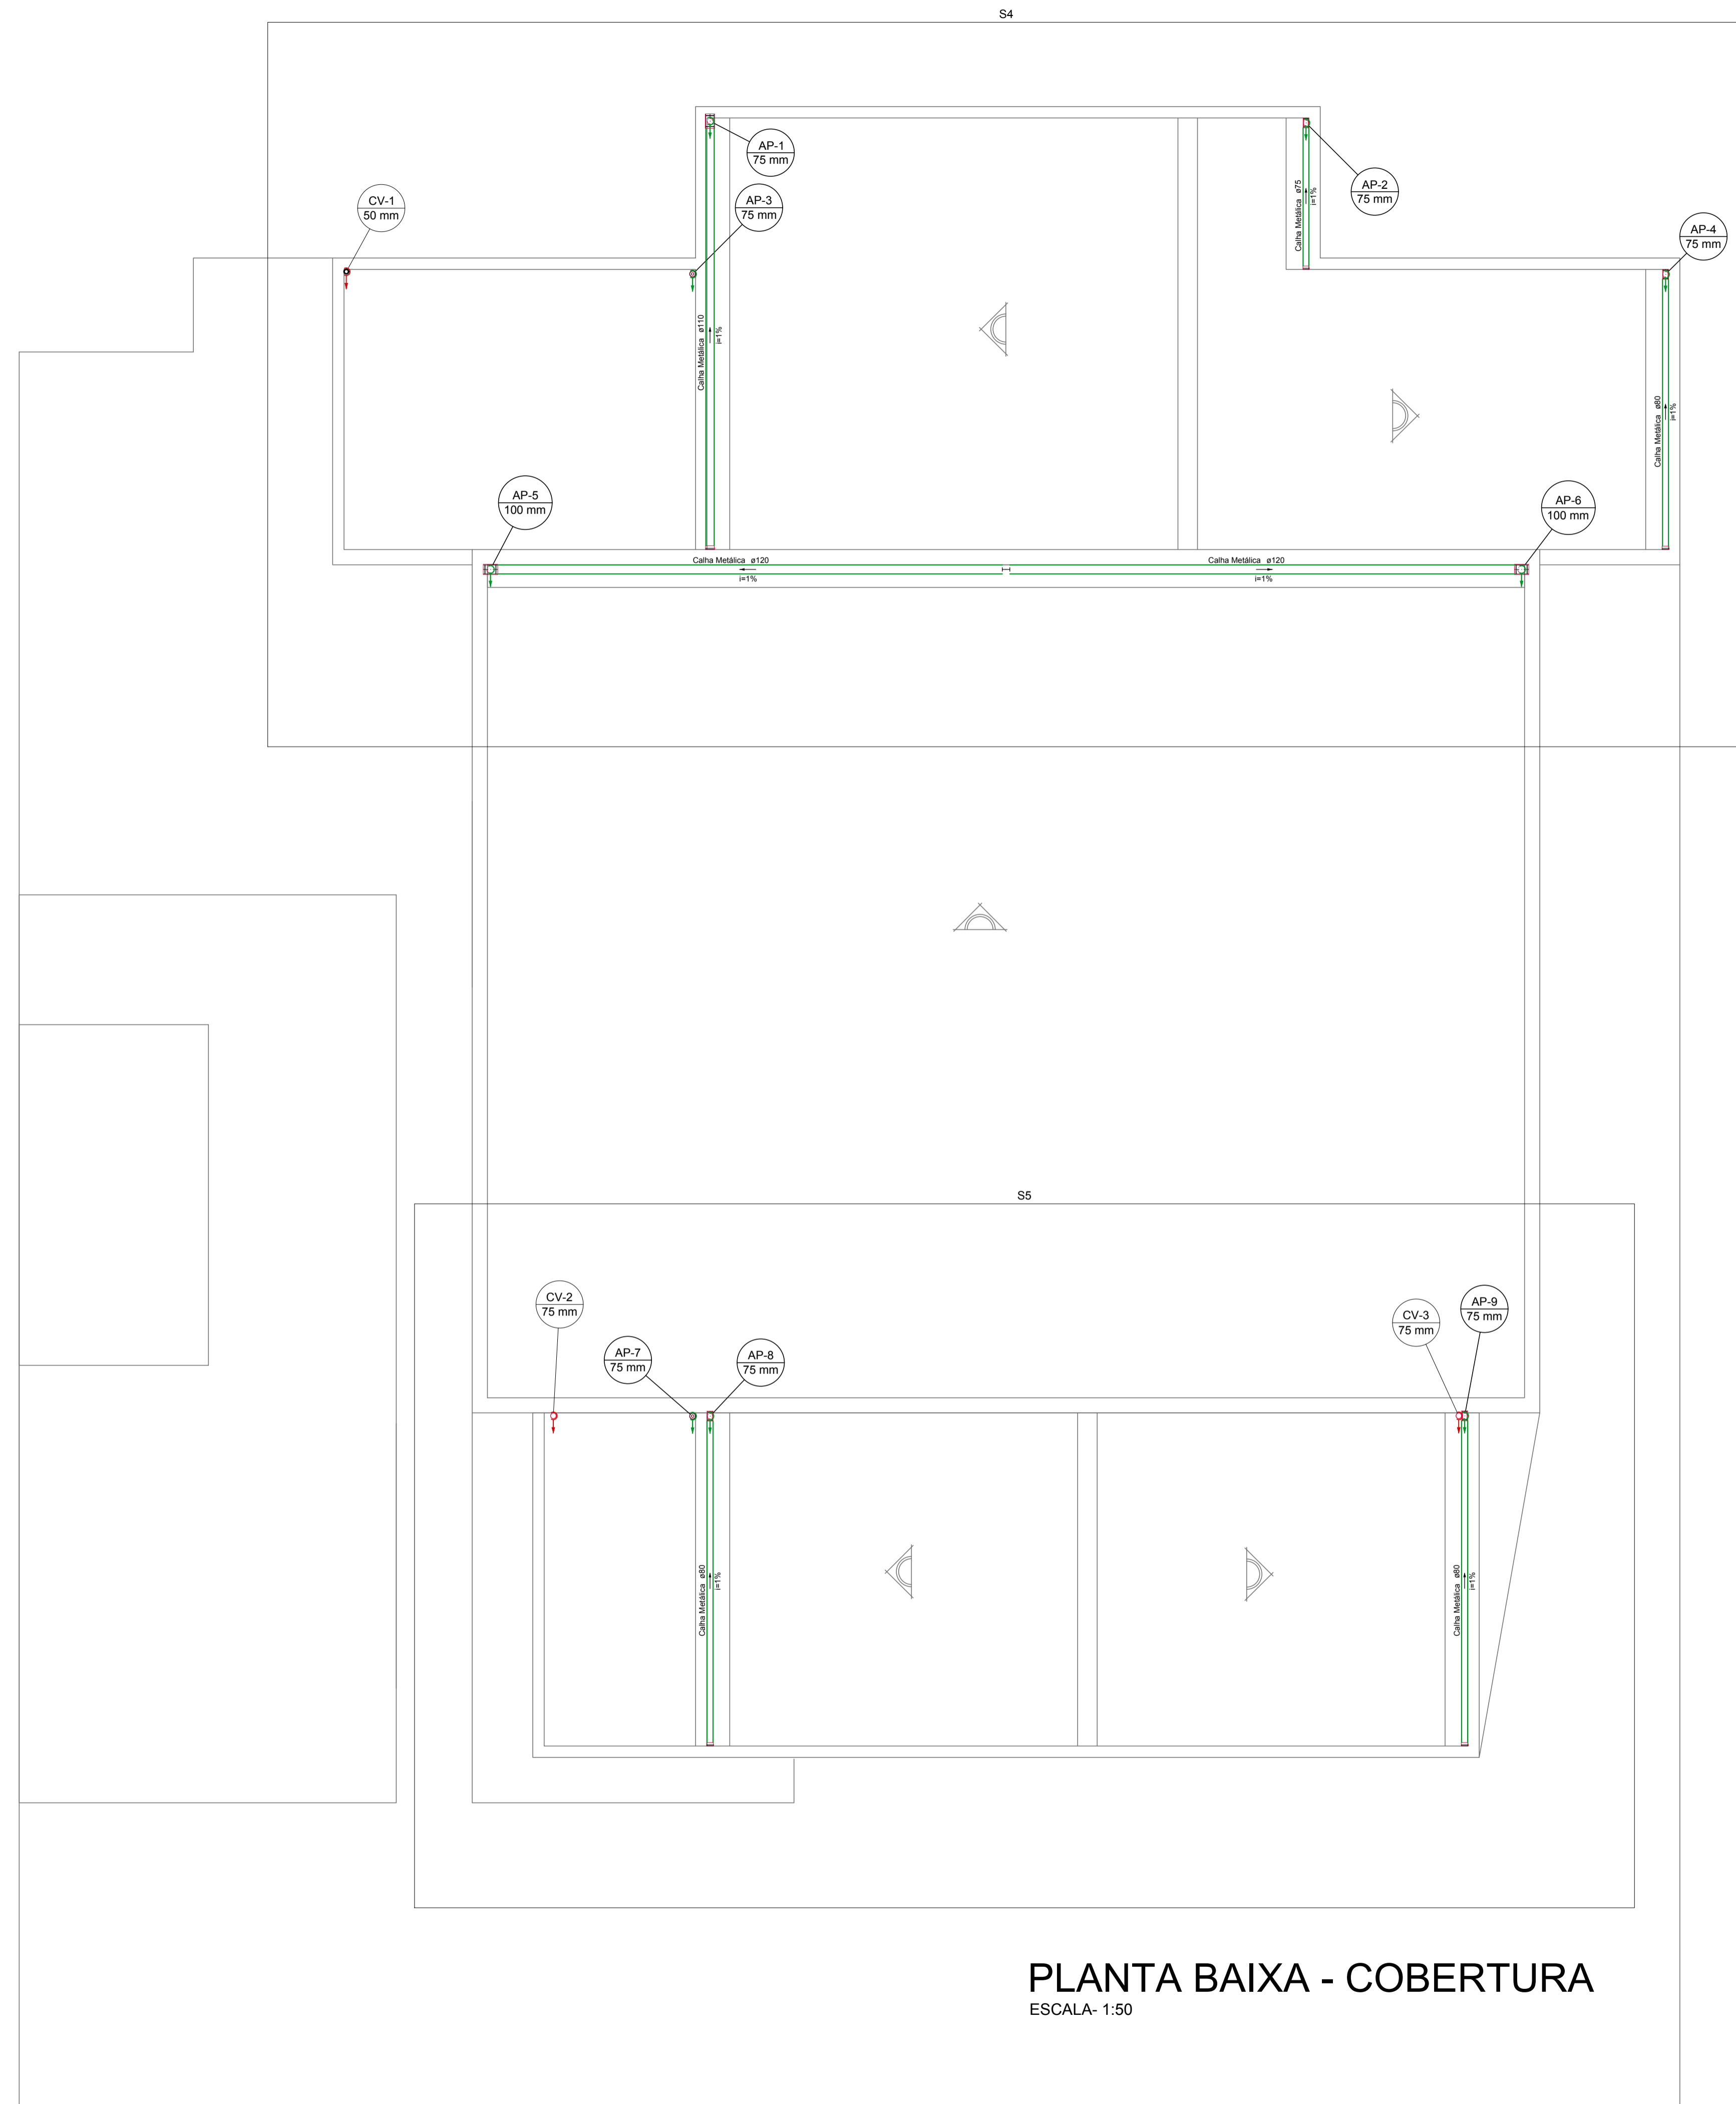 S4
AP-1
75 mm
AP-2
75 mm
CV-1
50 mm
AP-3
75 mm
AP-4
75 mm
Calha Metálica ø75
i=1%
Calha Metálica ø110
i=1%
Calha Metálica ø80
i=1%
AP-5
100 mm
AP-6
100 mm
Calha Metálica ø120
i=1%
Calha Metálica ø120
i=1%
S5
CV-2
75 mm
AP-7
75 mm
AP-8
75 mm
CV-3
75 mm
AP-9
75 mm
Calha Metálica ø80
i=1%
Calha Metálica ø80
i=1%
PLANTA BAIXA - COBERTURA
ESCALA- 1:50